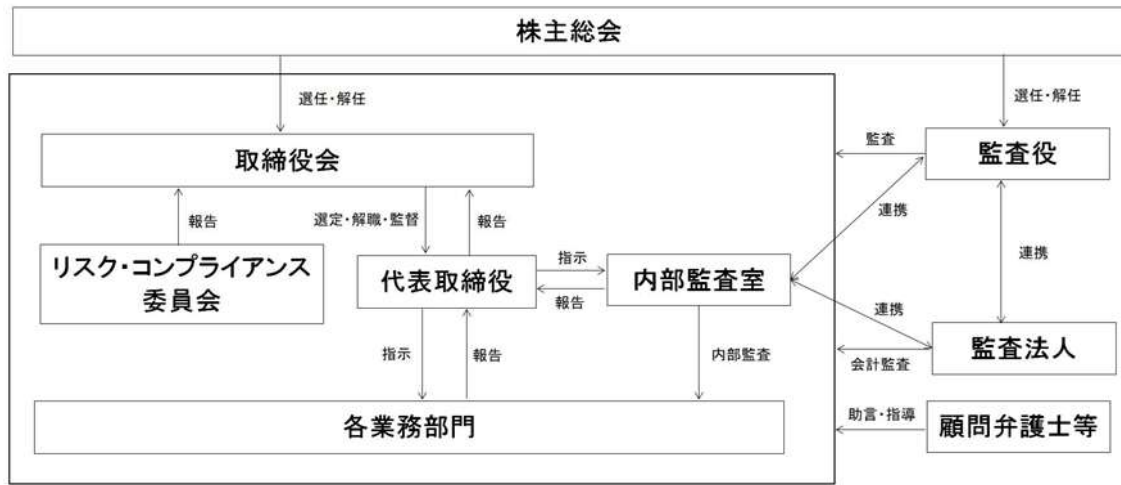 株主総会
選任・解任
選任・解任
取締役会
監査
監査役
報告
選定・解職・監督
報告
連携
連携
リスク・コンプライアンス
委員会
代表取締役
指示
報告
内部監査室
連携
監査法人
指示
報告
内部監査
会計監査
各業務部門
助言・指導
顧問弁護士等